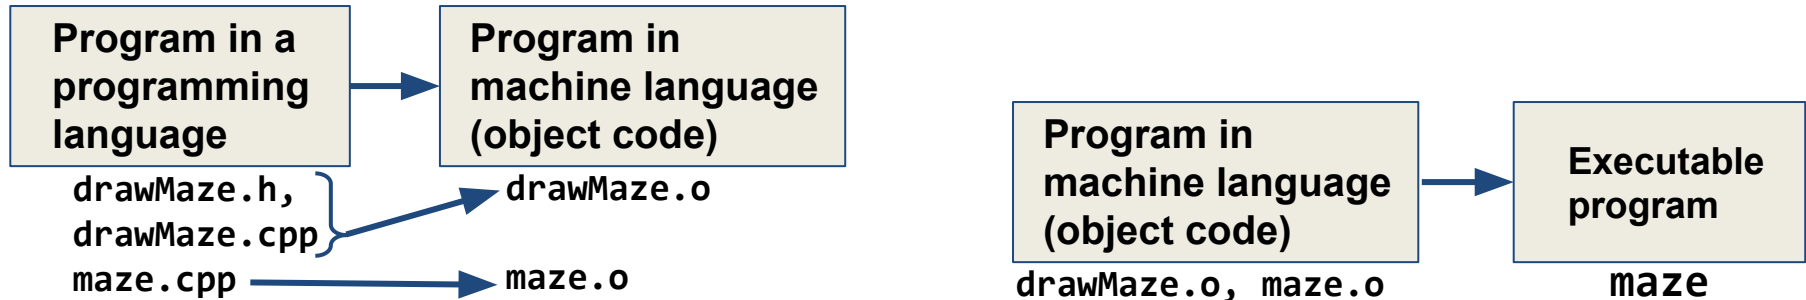 Program in a
programming
language
Program in
machine language
(object code)
drawMaze.h,
drawMaze.cpp
maze.cpp
drawMaze.o
maze.o
Program in
machine language
(object code)
drawMaze.o, maze.o
Executable
program
maze